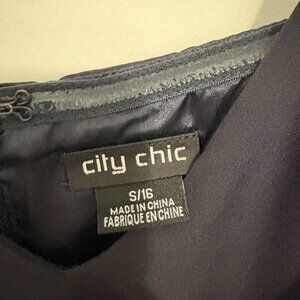 city chic
S/16
MADE IN CHINA
FABRIQUE EN CHINE